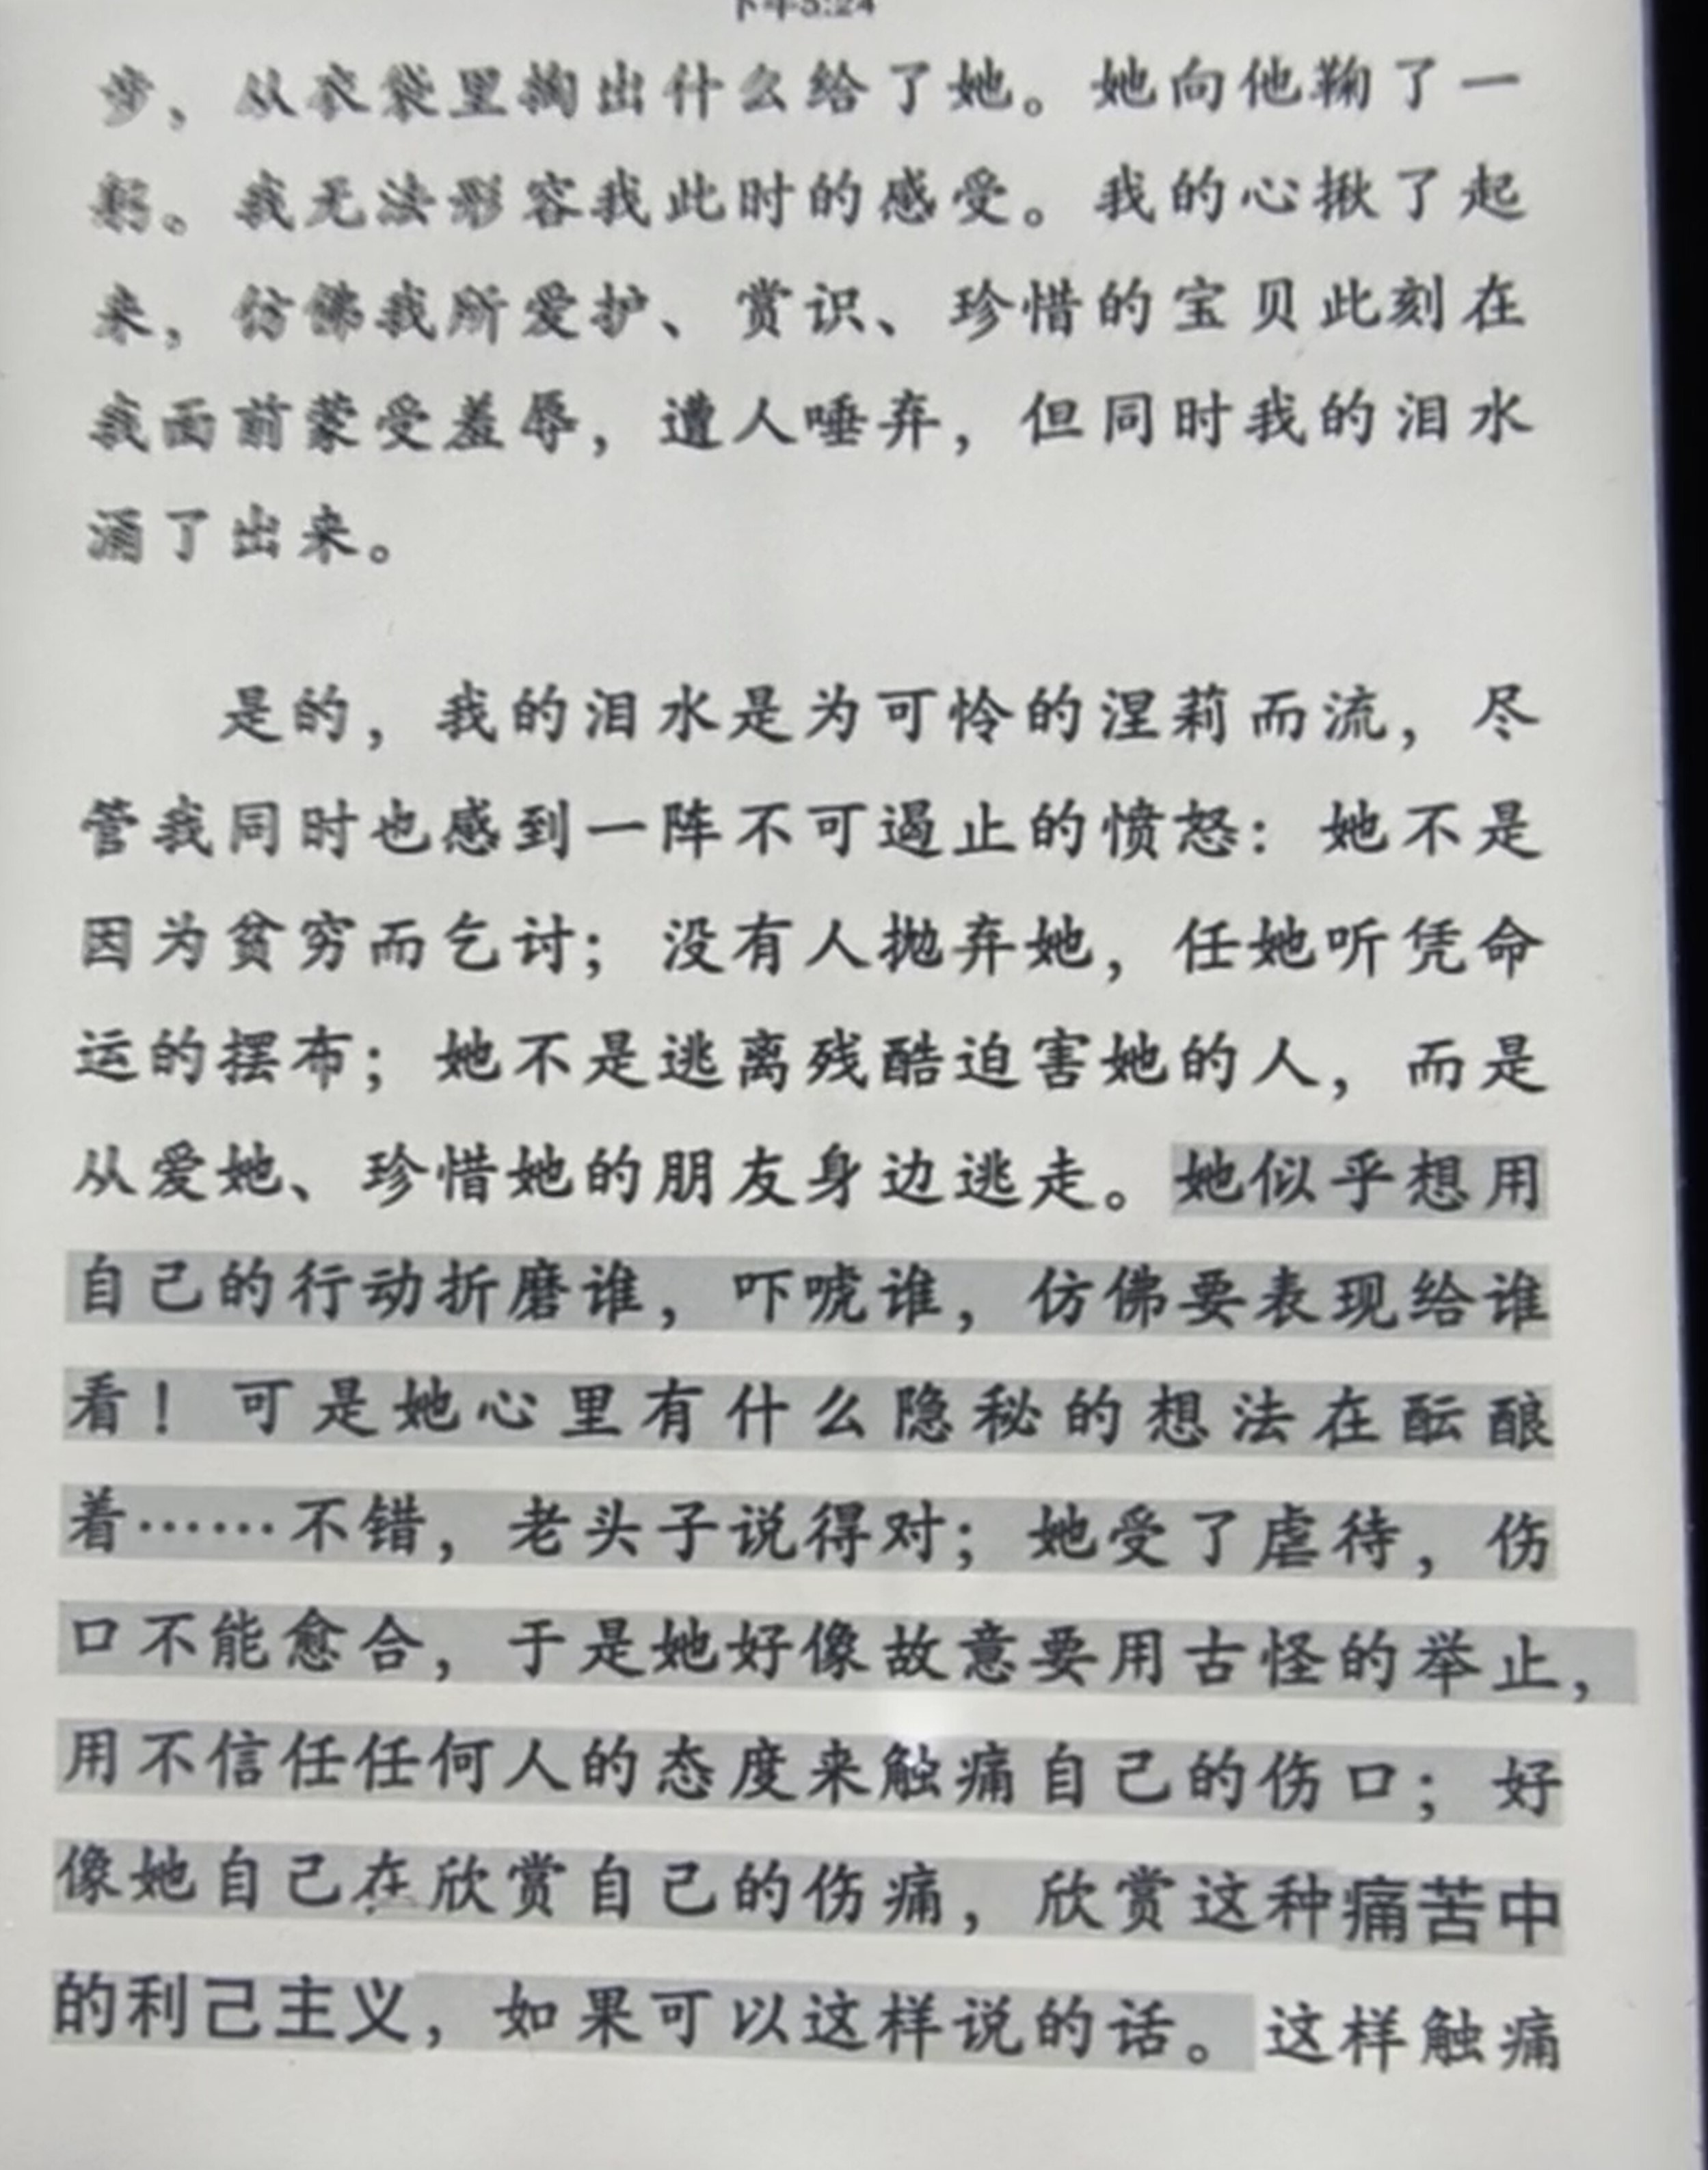 下午5:24
步，从衣袋里掏出什么给了她。她向他鞠了一
躬。我无法形容我此时的感受。我的心揪了起
来，仿佛我所爱护、赏识、珍惜的宝贝此刻在
我面前蒙受羞辱，遭人唾弃，但同时我的泪水
涌了出来。
是的，我的泪水是为可怜的涅莉而流，尽
管我同时也感到一阵不可遏止的愤怒：她不是
因为贫穷而乞讨；没有人抛弃她，任她听凭命
运的摆布；她不是逃离残酷迫害她的人，而是
从爱她、珍惜她的朋友身边逃走。她似乎想用
自己的行动折磨谁，吓唬谁，仿佛要表现给谁
看！可是她心里有什么隐秘的想法在酝酿
着……不错，老头子说得对；她受了虐待，伤
口不能愈合，于是她好像故意要用古怪的举止，
用不信任任何人的态度来触痛自己的伤口；好
像她自己在欣赏自己的伤痛，欣赏这种痛苦中
的利己主义，如果可以这样说的话。这样触痛